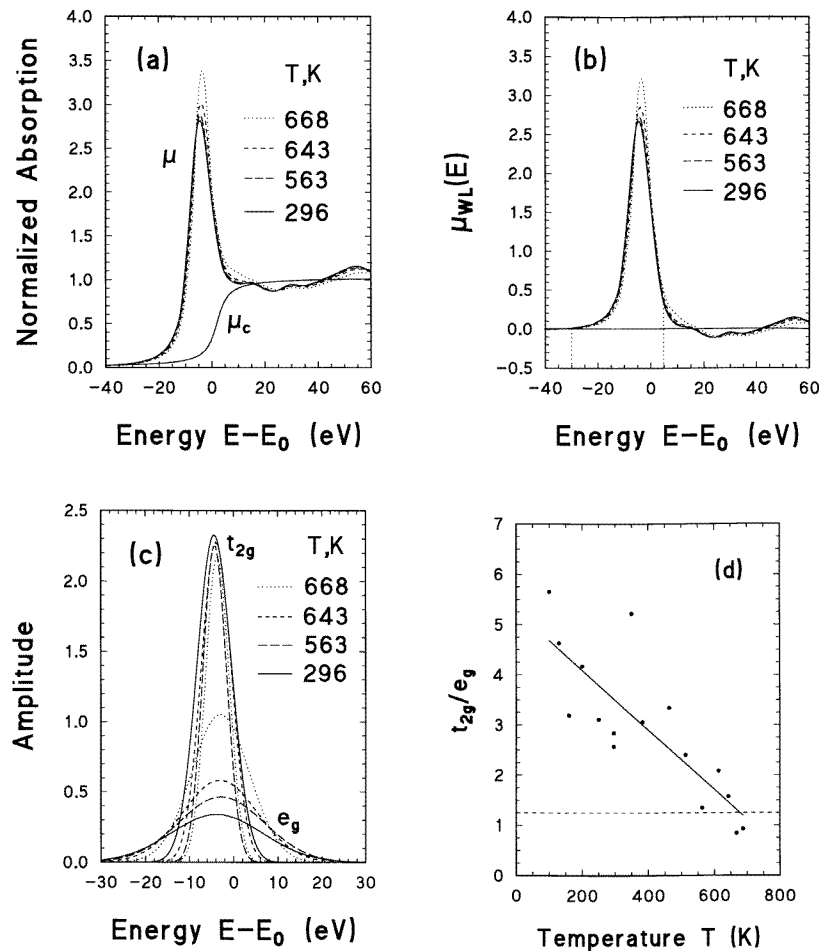 (a)
T,K
668
643
563
296
μ
μc
4.0
3.5
3.0
2.5
2.0
1.5
1.0
0.5
0.0
-40 -20 0 20 40 60
Normalized Absorption
Energy E-E0 (eV)
(b)
T,K
668
643
563
296
4.0
3.5
3.0
2.5
2.0
1.5
1.0
0.5
0.0
-0.5
-40 -20 0 20 40 60
μWL(E)
Energy E-E0 (eV)
(c)
t2g
T,K
668
643
563
296
eg
2.5
2.0
1.5
1.0
0.5
0.0
-30 -20 -10 0 10 20 30
Amplitude
Energy E-E0 (eV)
(d)
7
6
5
4
3
2
1
0
0 200 400 600 800
t2g/eg
Temperature T (K)